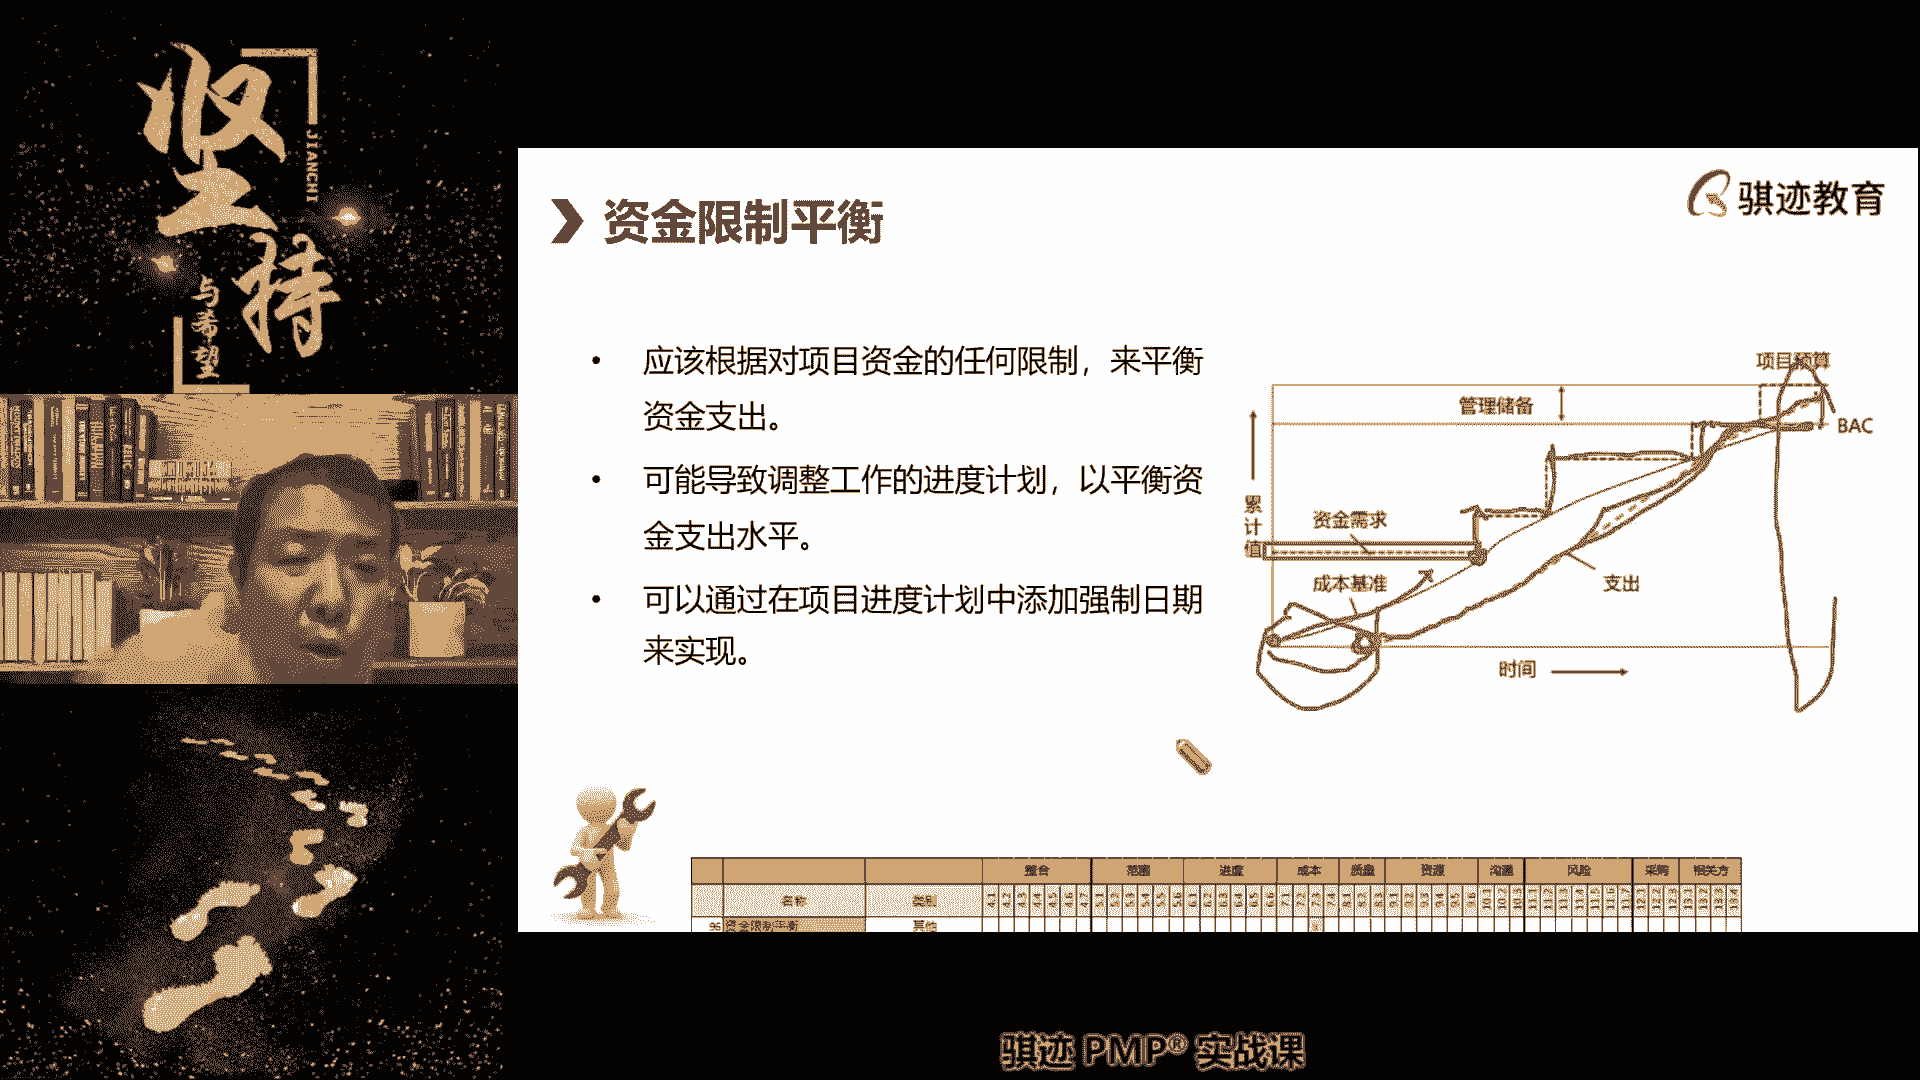 坚
JIANCHI
持
与希望
骐迹教育
资金限制平衡
• 应该根据对项目资金的任何限制，来平衡
资金支出。
• 可能导致调整工作的进度计划，以平衡资
金支出水平。
• 可以通过在项目进度计划中添加强制日期
来实现。
项目预算
管理储备
BAC
累计值
资金需求
成本基准
支出
时间
整合 范围 进度 成本 质量 资源 沟通 风险 采购 相关方
名称 类别
95 资金限制平衡 其他
骐迹 PMP® 实战课